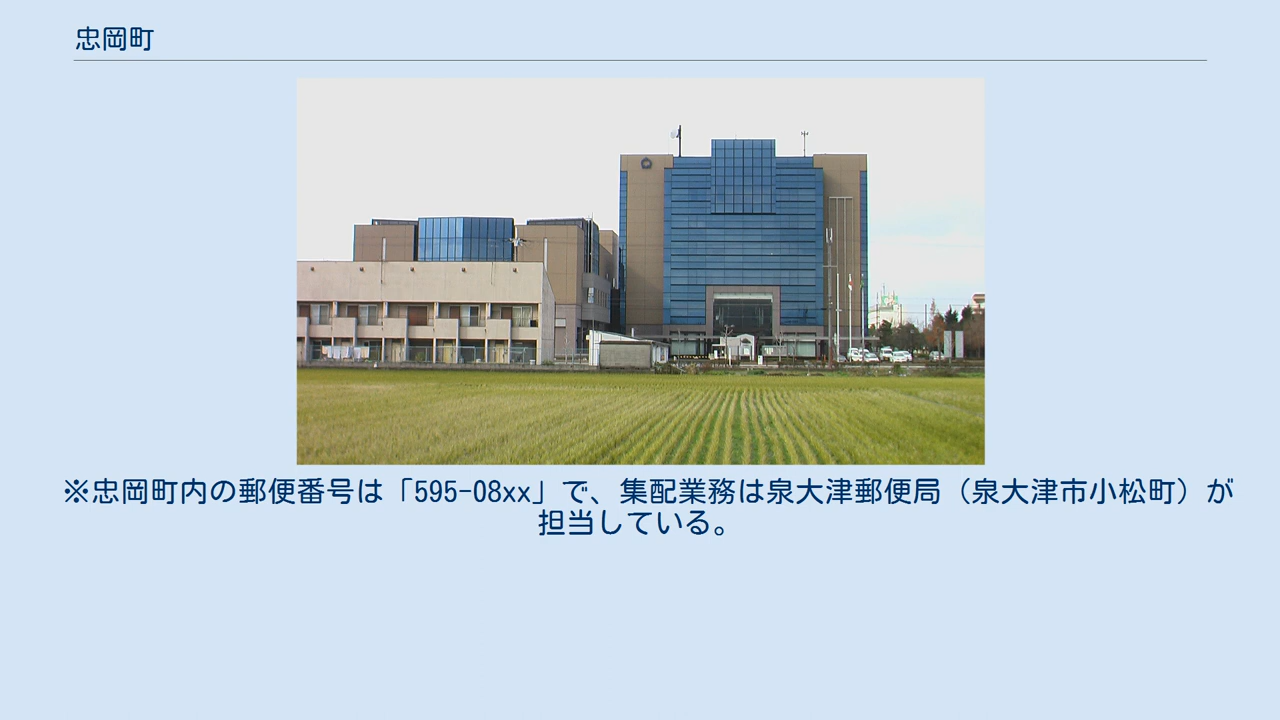 忠岡町
※忠岡町内の郵便番号は「595-08xx」で、集配業務は泉大津郵便局（泉大津市小松町）が
担当している。